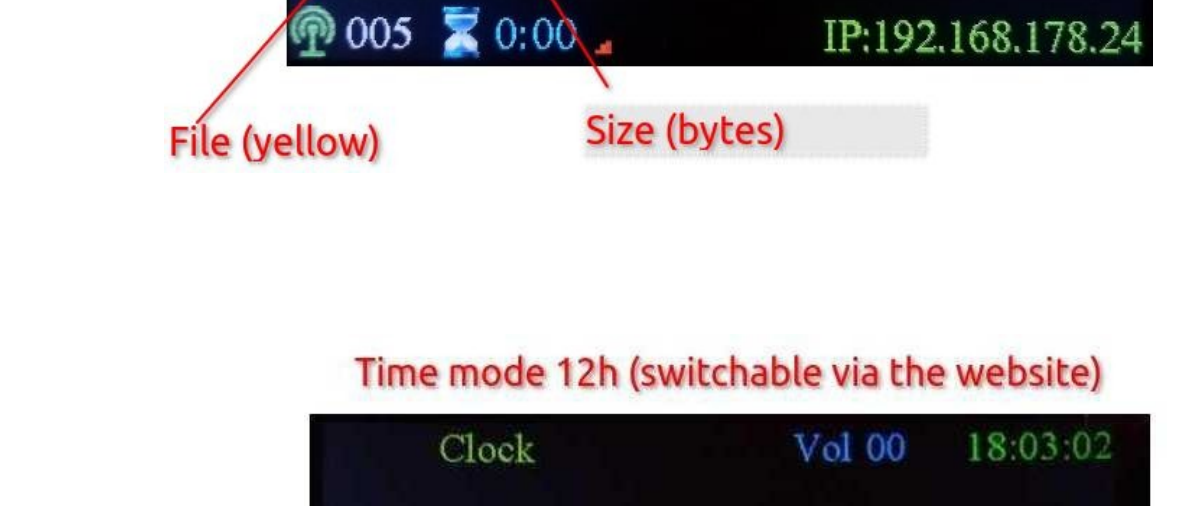 005 0:00 IP:192.168.178.24
File (yellow) Size (bytes)
Time mode 12h (switchable via the website)
Clock Vol 00 18:03:02